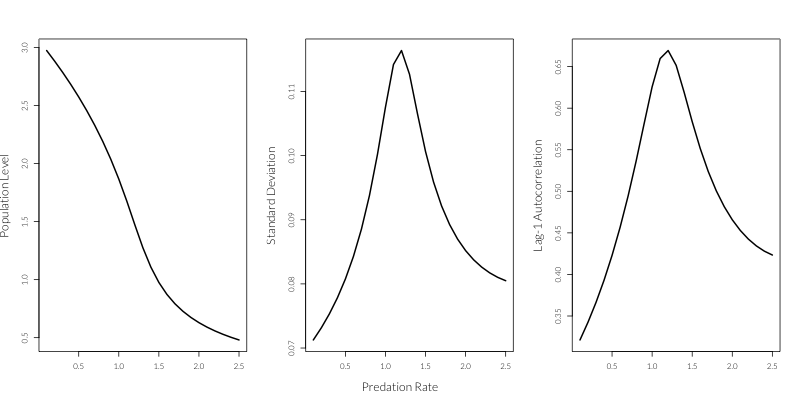 Population Level
3.0
2.5
2.0
1.5
1.0
0.5
0.5 1.0 1.5 2.0 2.5
Standard Deviation
0.11
0.10
0.09
0.08
0.07
0.5 1.0 1.5 2.0 2.5
Lag-1 Autocorrelation
0.65
0.60
0.55
0.50
0.45
0.40
0.35
0.5 1.0 1.5 2.0 2.5
Predation Rate